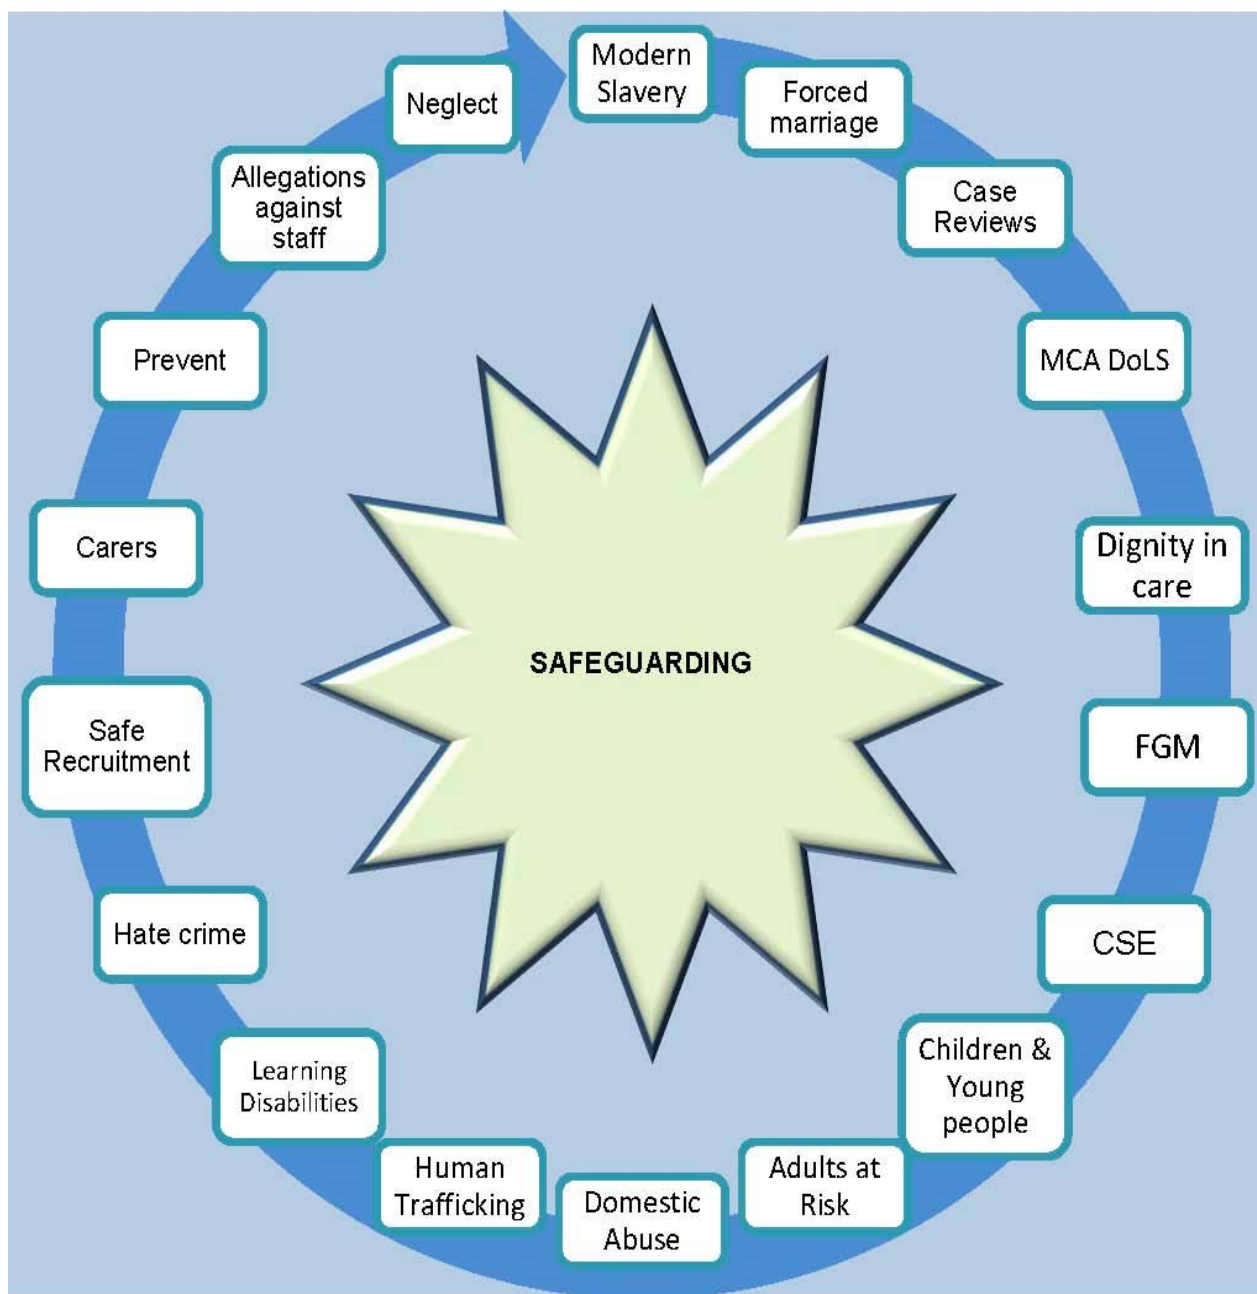 Modern
Slavery
Forced
marriage
Case
Reviews
MCA DoLS
Dignity in
care
FGM
CSE
Children &
Young
people
Adults at
Risk
Domestic
Abuse
Human
Trafficking
Learning
Disabilities
Hate crime
Safe
Recruitment
Carers
Prevent
Allegations
against
staff
Neglect
SAFEGUARDING